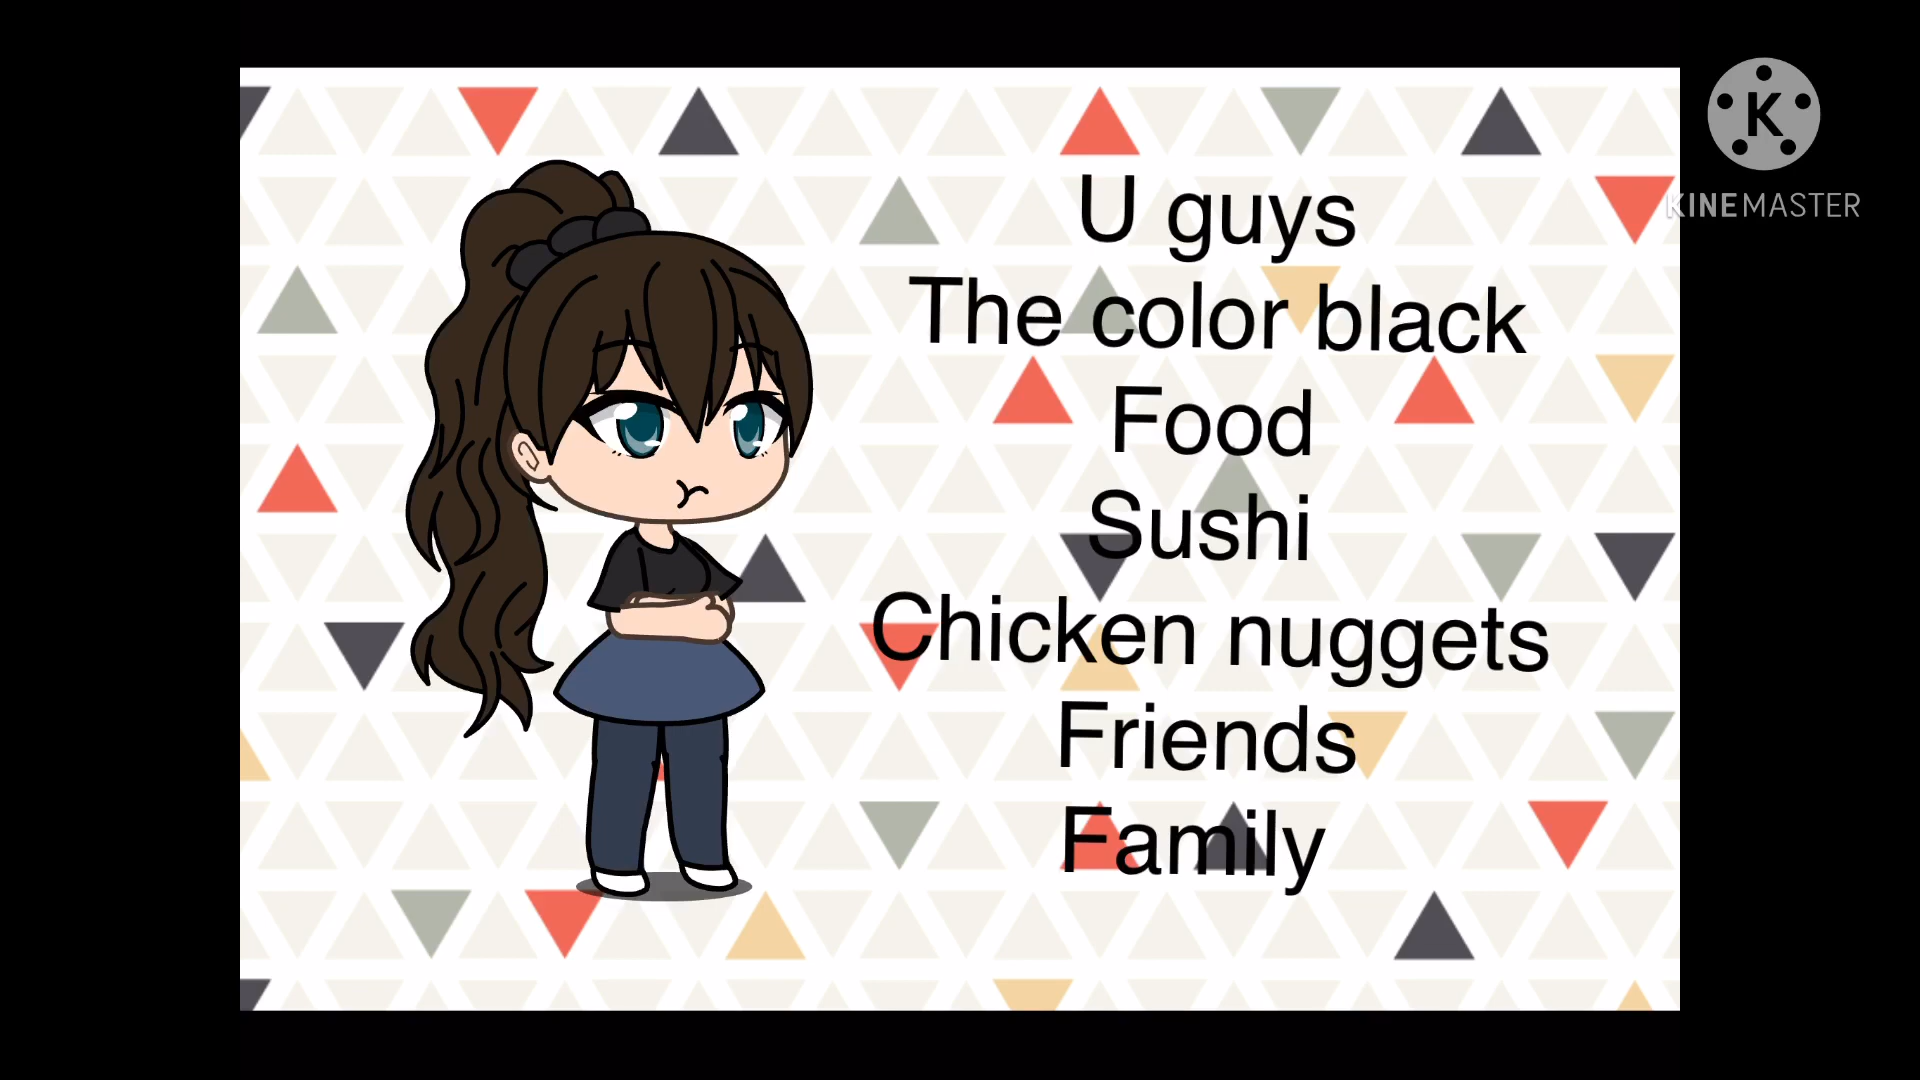 K
KINEMASTER
U guys
The color black
Food
Sushi
Chicken nuggets
Friends
Family